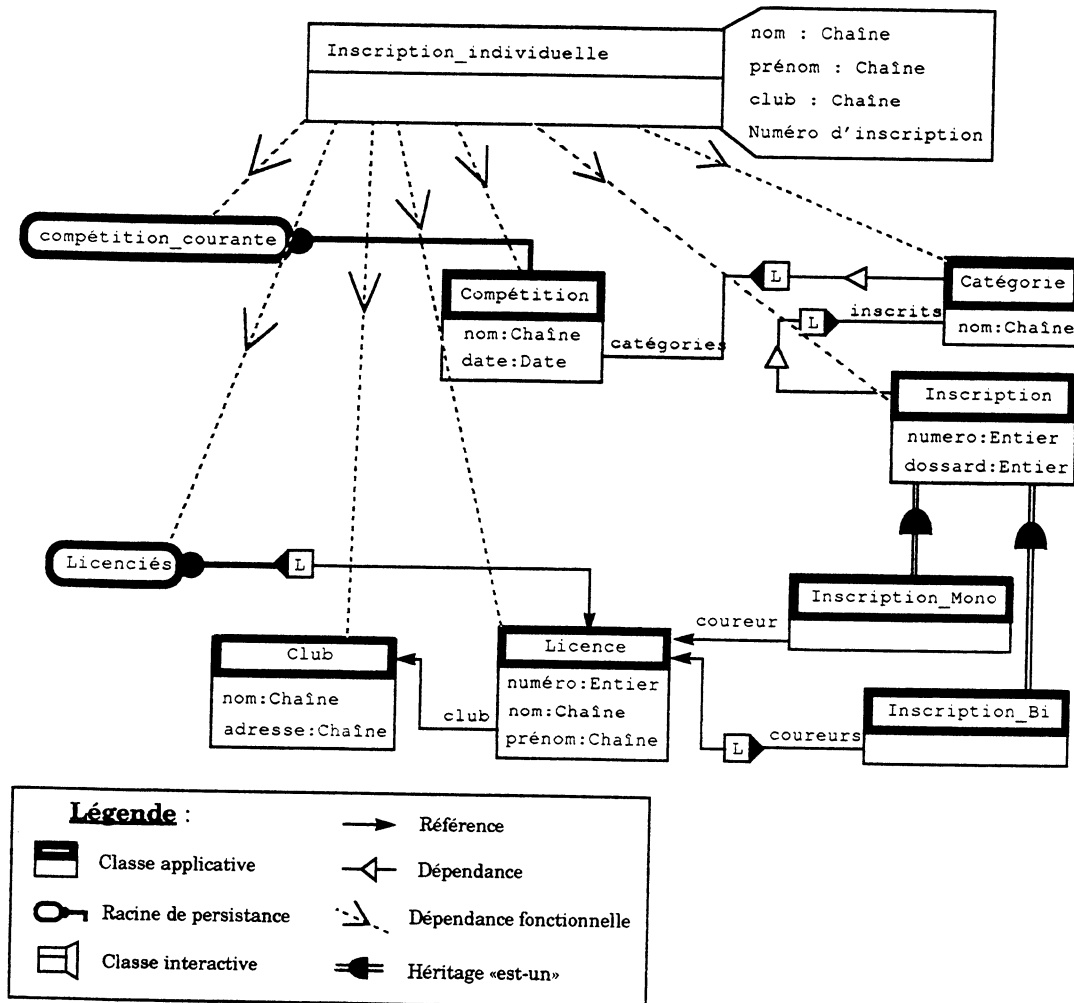 Inscription_individuelle
nom : Chaîne
prénom : Chaîne
club : Chaîne
Numéro d'inscription
compétition_courante
Compétition
nom:Chaîne
date:Date
catégories
L
Catégorie
nom:Chaîne
L
inscrits
Inscription
numero:Entier
dossard:Entier
Licenciés
L
Inscription_Mono
coureur
Club
nom:Chaîne
adresse:Chaîne
club
Licence
numéro:Entier
nom:Chaîne
prénom:Chaîne
L
coureurs
Inscription_Bi
Légende :
Classe applicative
Racine de persistance
Classe interactive
Référence
Dépendance
Dépendance fonctionnelle
Héritage «est-un»